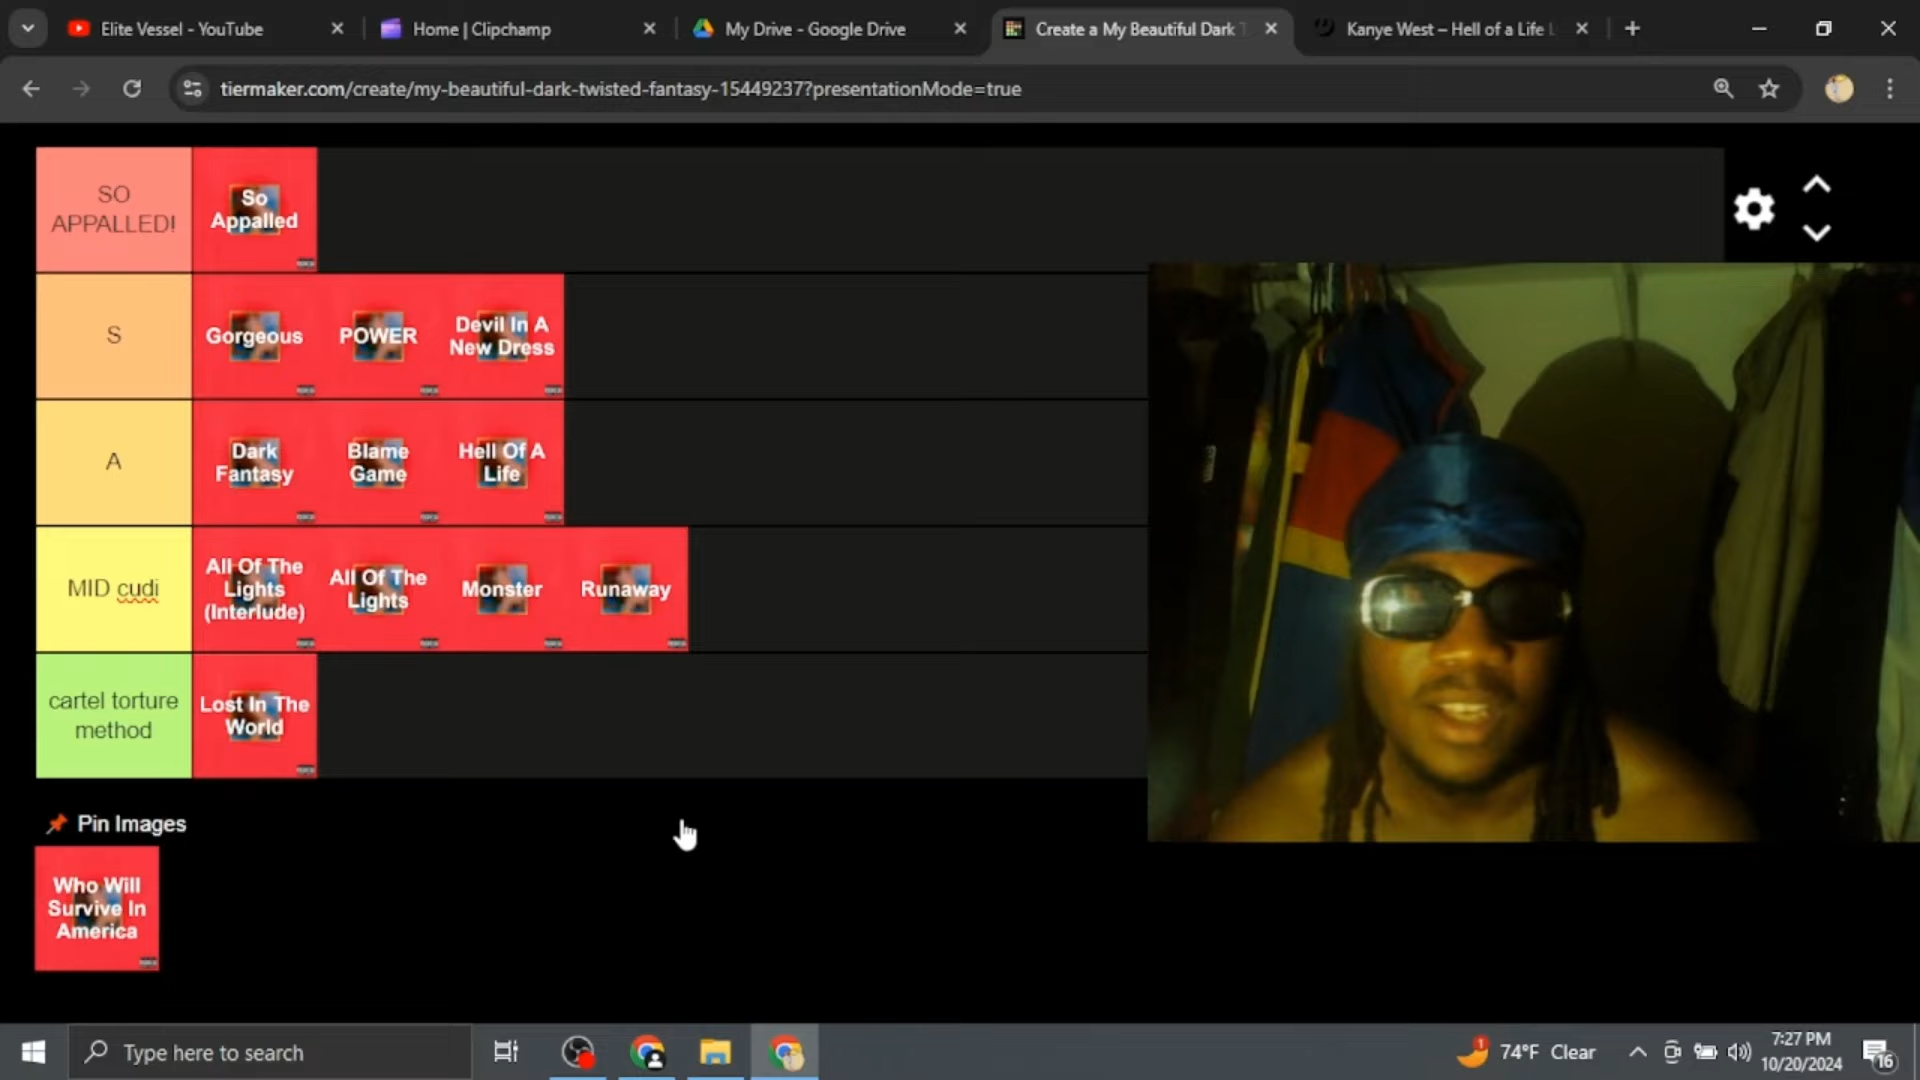 Elite Vessel - YouTube
Home | Clipchamp
My Drive - Google Drive
Create a My Beautiful Dark
Kanye West – Hell of a Life
tiermaker.com/create/my-beautiful-dark-twisted-fantasy-15449237?presentationMode=true
SO
APPALLED!
So
Appalled
S
Gorgeous
POWER
Devil In A
New Dress
A
Dark
Fantasy
Blame
Game
Hell Of A
Life
MID cudi
All Of The
Lights
(Interlude)
All Of The
Lights
Monster
Runaway
cartel torture
method
Lost In The
World
Pin Images
Who Will
Survive In
America
Type here to search
1
74°F Clear
7:27 PM
10/20/2024
16